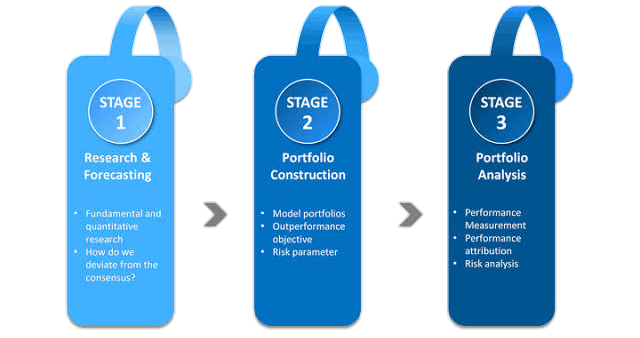 STAGE
1
Research &
Forecasting
• Fundamental and
quantitative
research
• How do we
deviate from the
consensus?
STAGE
2
Portfolio
Construction
• Model portfolios
• Outperformance
objective
• Risk parameter
STAGE
3
Portfolio
Analysis
• Performance
Measurement
• Performance
attribution
• Risk analysis